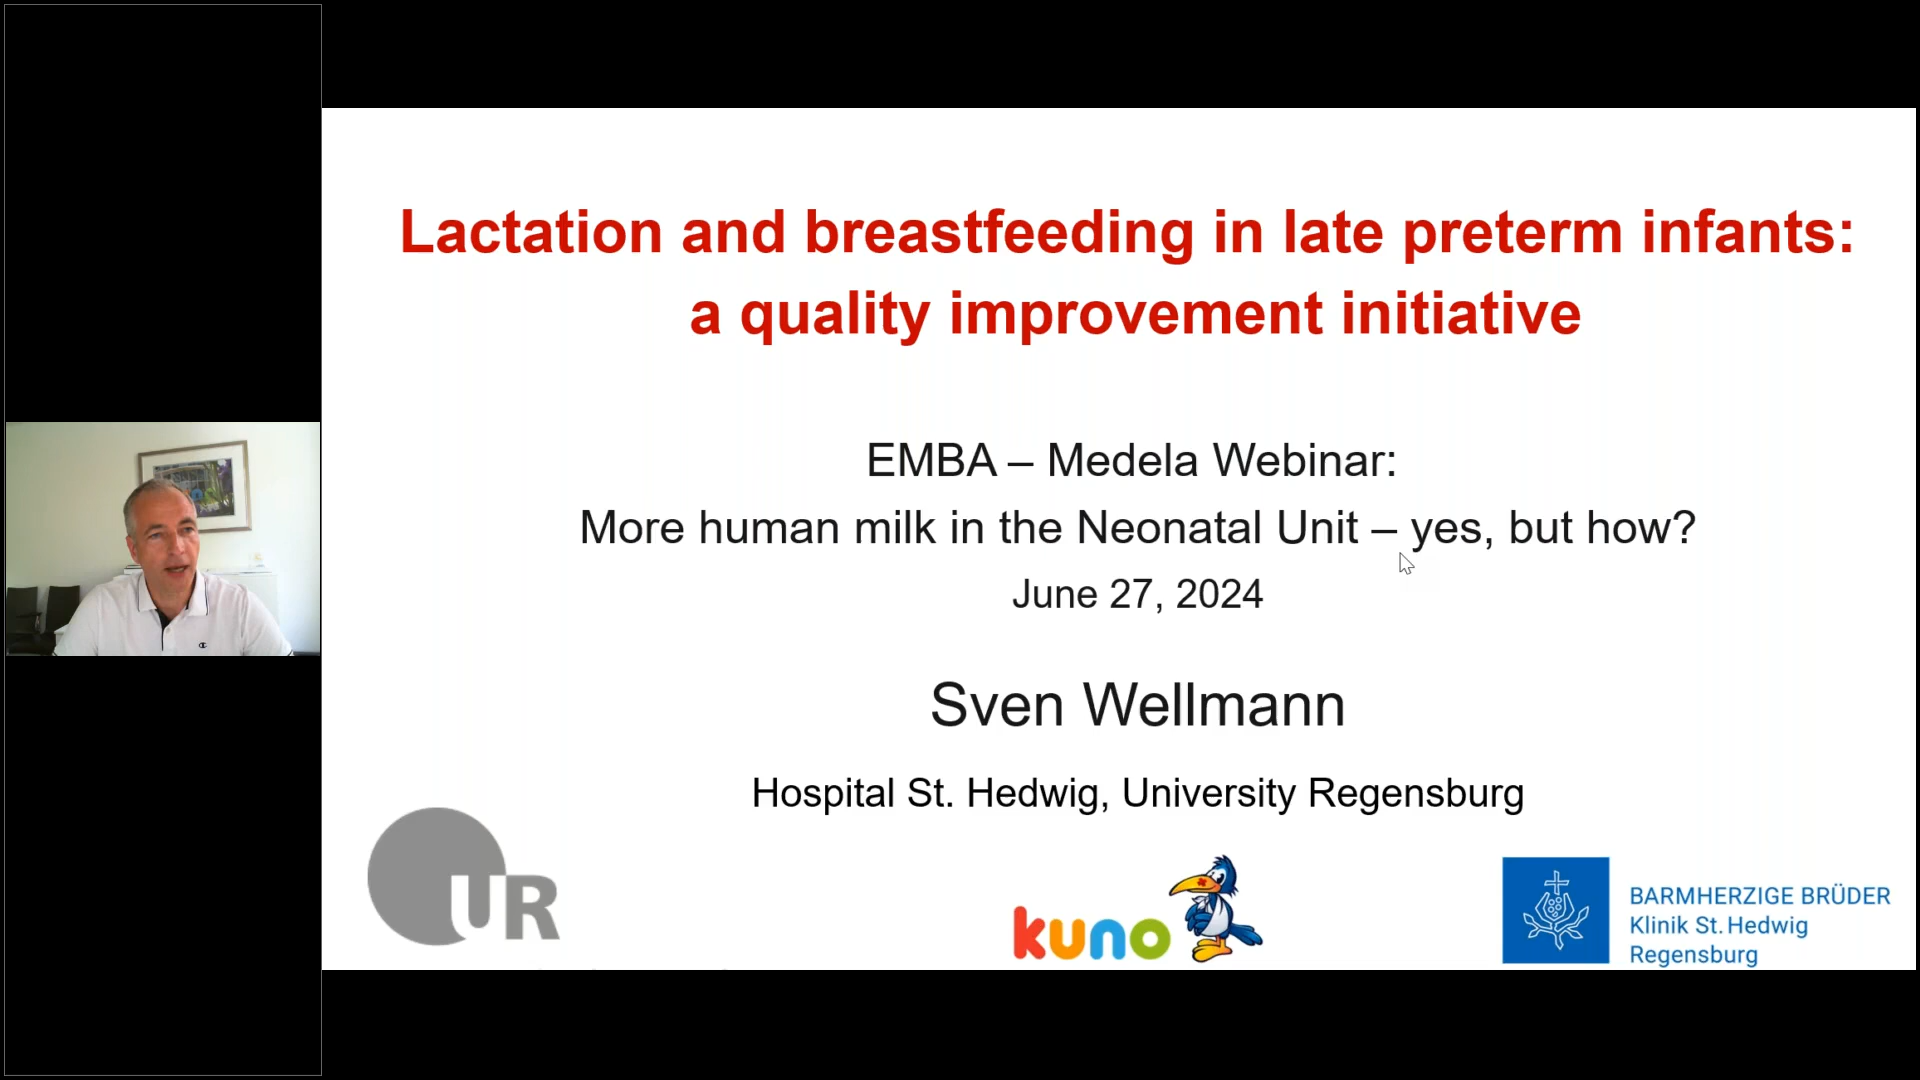 Lactation and breastfeeding in late preterm infants:
a quality improvement initiative
EMBA – Medela Webinar:
More human milk in the Neonatal Unit – yes, but how?
June 27, 2024
Sven Wellmann
Hospital St. Hedwig, University Regensburg
UR
kuno
BARMHERZIGE BRÜDER
Klinik St. Hedwig
Regensburg